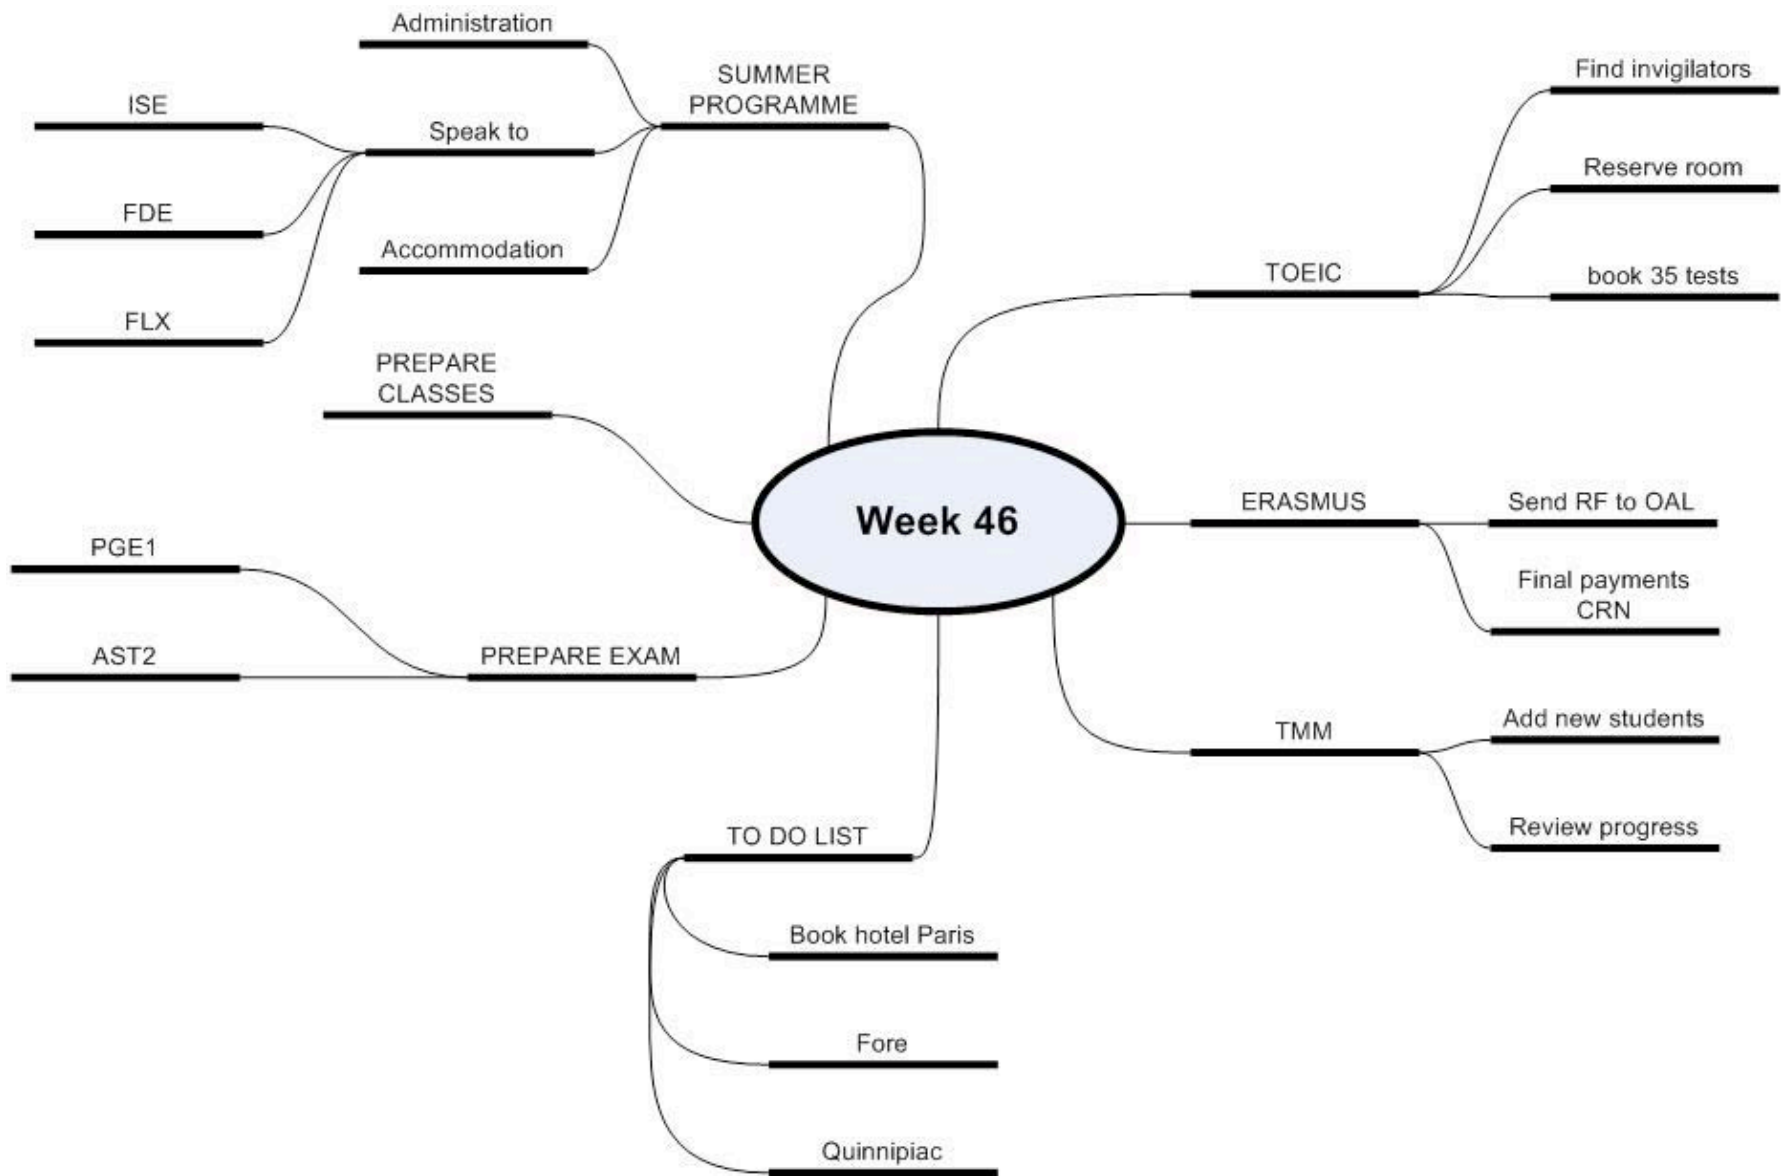 Administration
SUMMER
PROGRAMME
Find invigilators
ISE
Speak to
Reserve room
FDE
Accommodation
TOEIC
book 35 tests
FLX
PREPARE
CLASSES
Week 46
ERASMUS
Send RF to OAL
PGE1
Final payments
CRN
AST2
PREPARE EXAM
TMM
Add new students
TO DO LIST
Review progress
Book hotel Paris
Fore
Quinnipiac